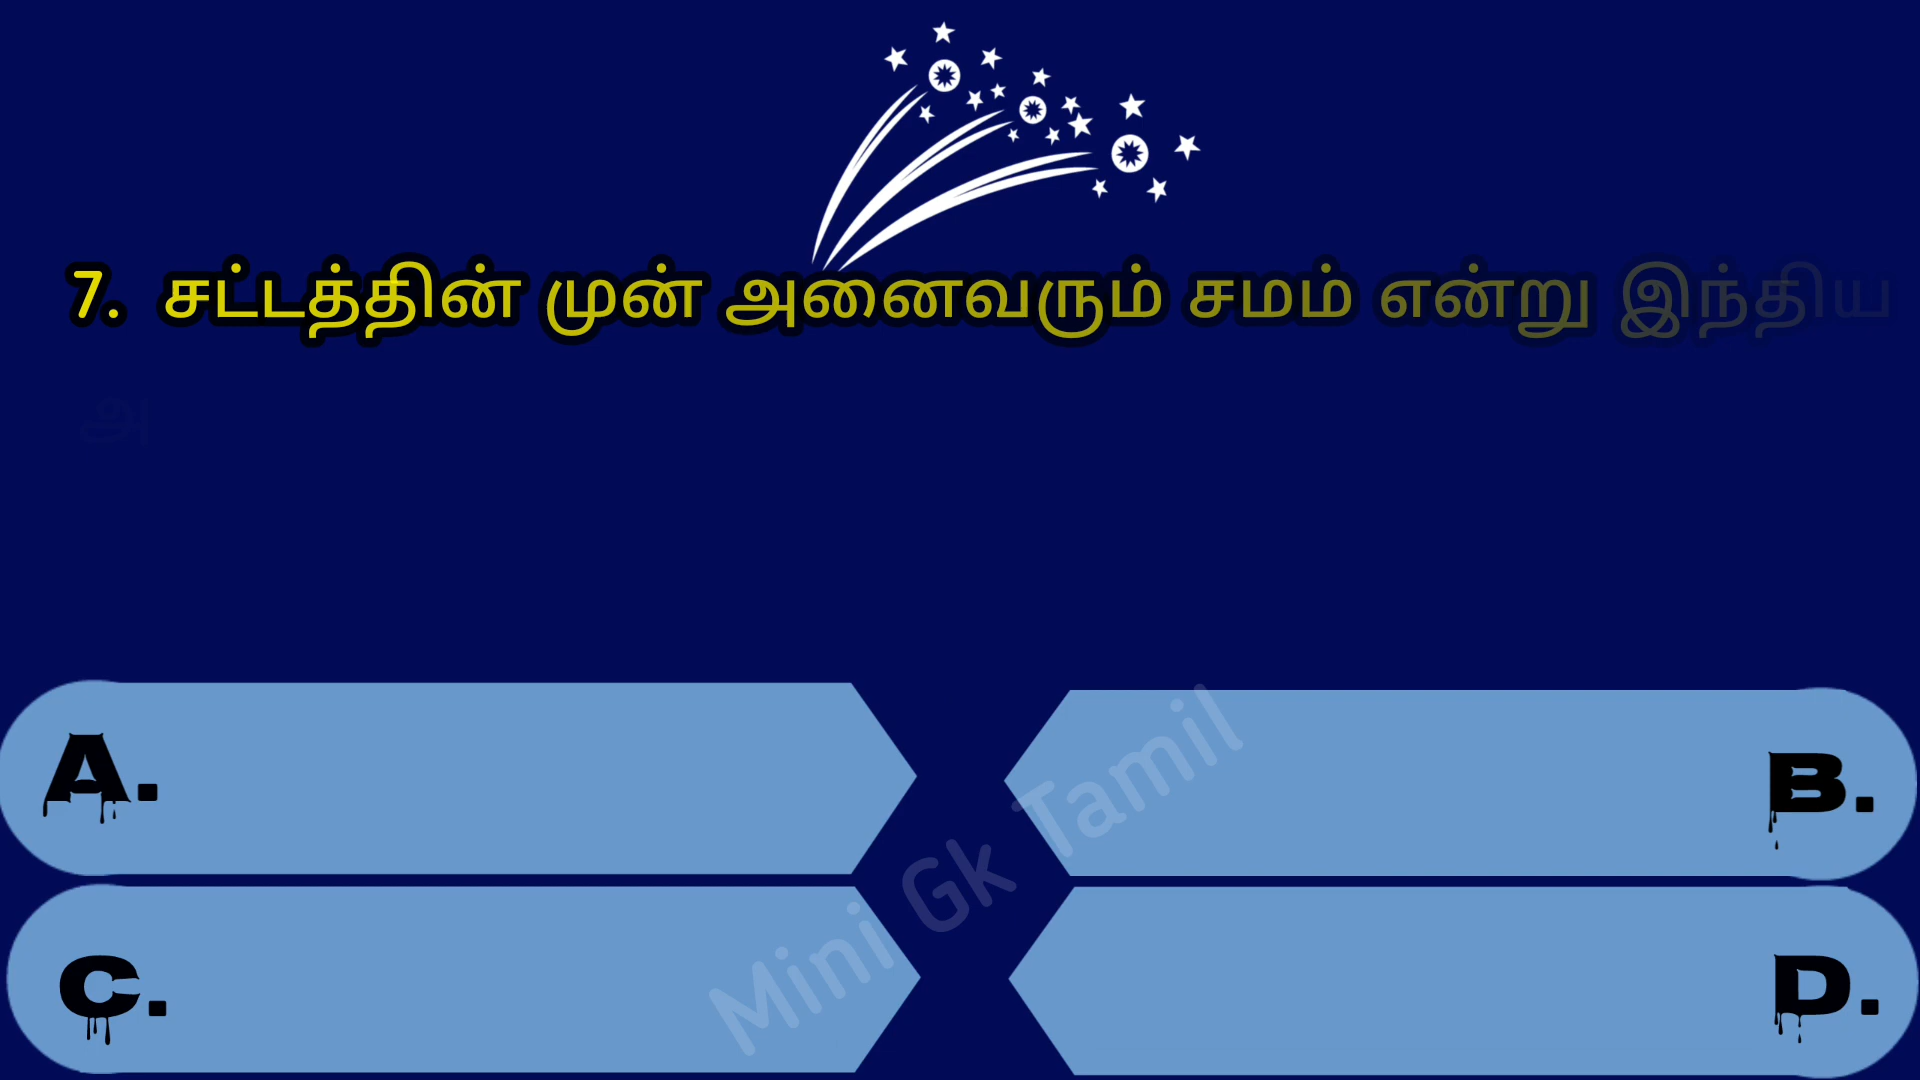 7. சட்டத்தின் முன் அனைவரும் சமம் என்று இந்திய
அ
A.
B.
C.
D.
Mini Gk Tamil